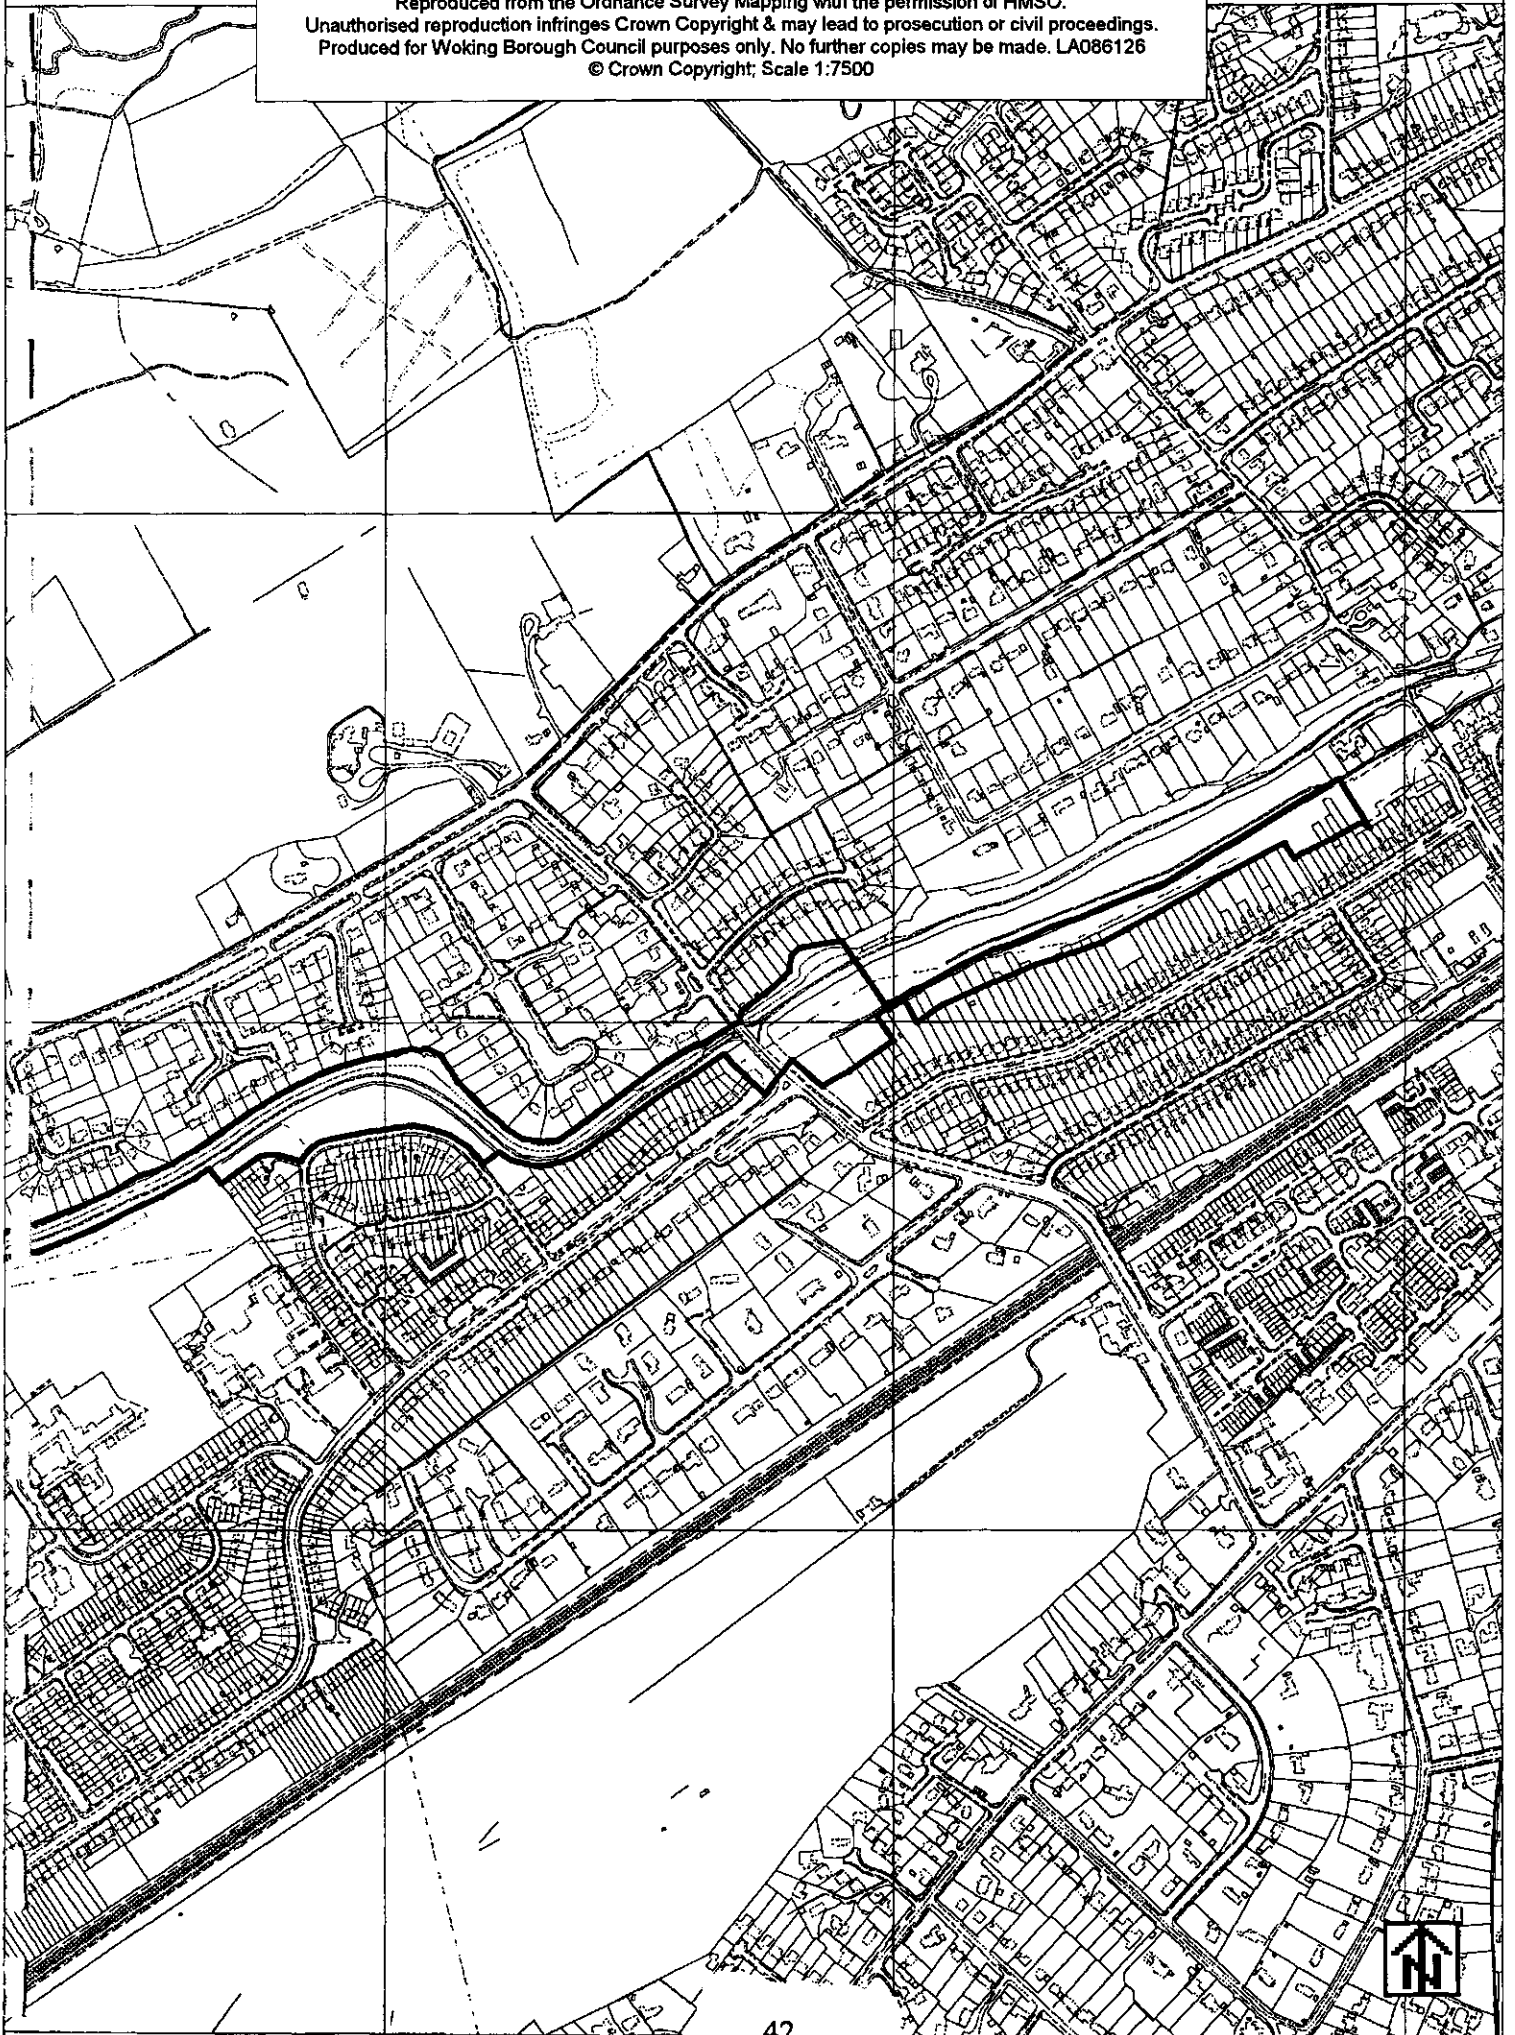 Reproduced from the Ordnance Survey Mapping with the permission of HMSO.
Unauthorised reproduction infringes Crown Copyright & may lead to prosecution or civil proceedings.
Produced for Woking Borough Council purposes only. No further copies may be made. LA086126
© Crown Copyright; Scale 1:7500
N
42